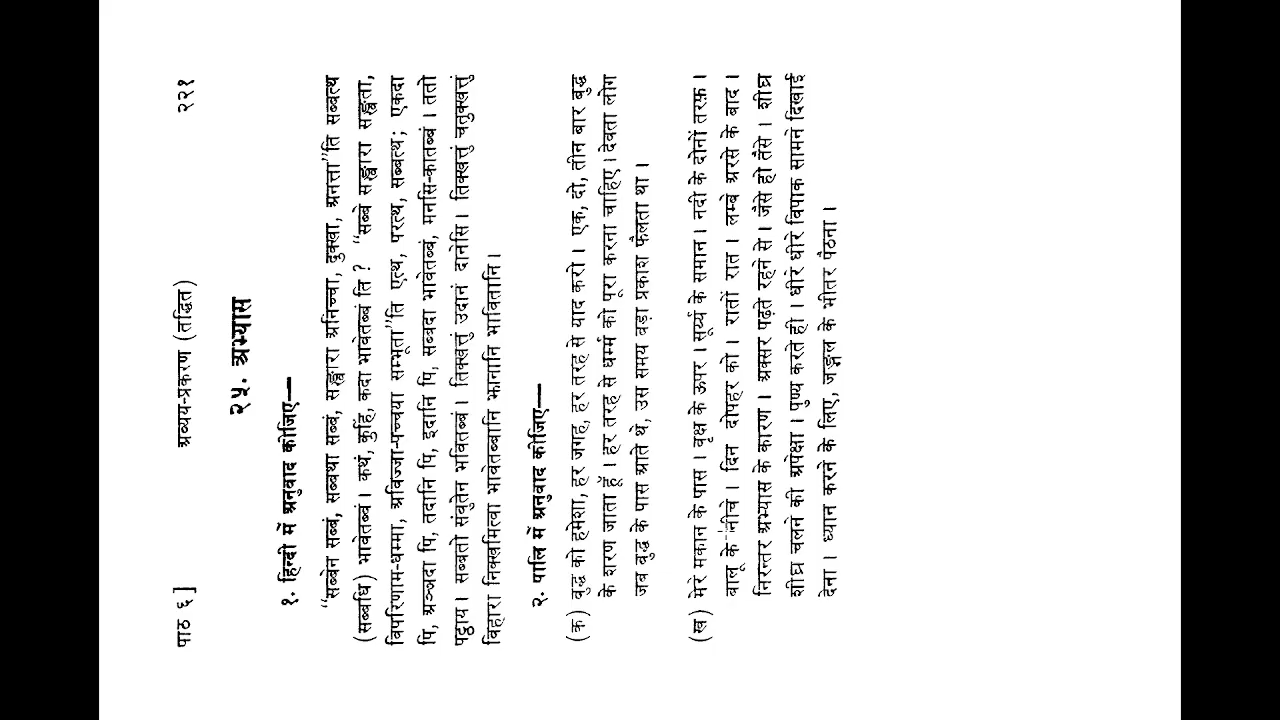 पाठ ६ ] अव्यय-प्रकरण (तद्धित) २२१
२५. अभ्यास
१. हिन्दी में अनुवाद कीजिए—
"सब्बेन सब्बं, सब्बथा सब्बं, सङ्खारा अनिच्चा, दुक्खा, अनत्ता"ति सब्बत्थ
(सब्बधि) भावेतब्बं । कथं, कुहिं, कदा भावेतब्बं ति ? "सब्बे सङ्खारा सङ्खता,
विपरिणाम-धम्मा, अविज्जा-पच्चया सम्भूता"ति एत्थ, परत्थ, सब्बत्थ; एकदा
पि, अञ्ञदा पि, तदानि पि, इदानि पि, सब्बदा भावेतब्बं, मनसि-कातब्बं । ततो
पट्ठाय । सब्बतो संवुतेन भवितब्बं । तिक्खत्तुं उदानं दानेसि । तिक्खत्तुं चतुक्खत्तुं
विहारा निक्खमित्वा भावेतब्बानि झानानि भावितानि ।
२. पालि में अनुवाद कीजिए—
(क) बुद्ध को हमेशा, हर जगह, हर तरह से याद करो । एक, दो, तीन बार बुद्ध
के शरण जाता हूँ । हर तरह से धर्म्म को पूरा करना चाहिए । देवता लोग
जब बुद्ध के पास आते थे, उस समय बड़ा प्रकाश फैलता था ।
(ख) मेरे मकान के पास । वृक्ष के ऊपर । सूर्य्य के समान । नदी के दोनों तरफ़ ।
बालू के नीचे । दिन दोपहर को । रातों रात । लम्बे अरसे के बाद ।
निरन्तर अभ्यास के कारण । अक्सर पढ़ते रहने से । जैसे हो तैसे । शीघ्र
शीघ्र चलने की अपेक्षा । पुण्य करते ही । धीरे धीरे विपाक सामने दिखाई
देना । ध्यान करने के लिए, जङ्गल के भीतर पैठना ।